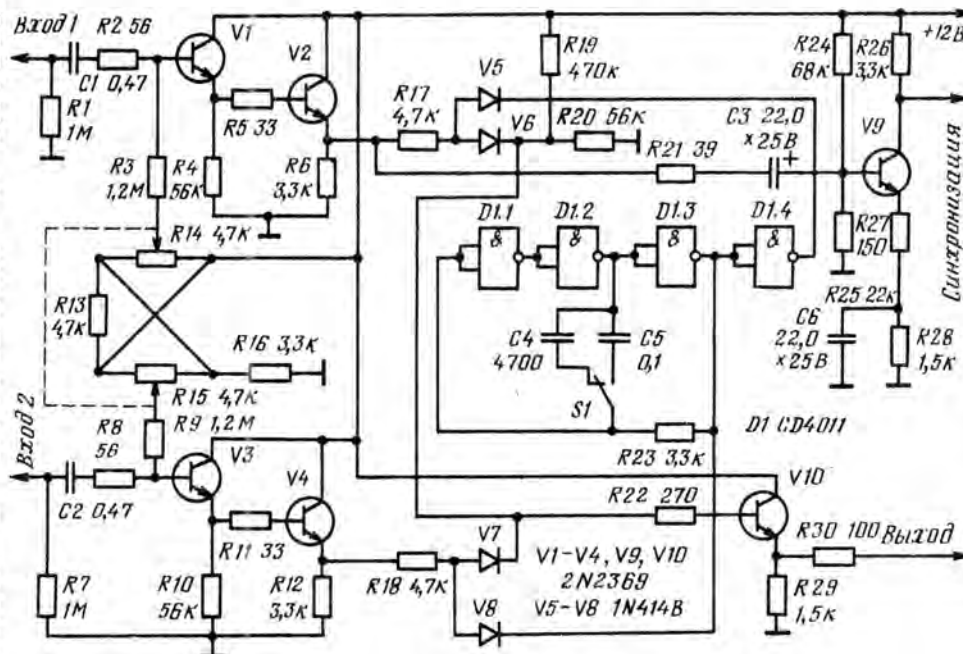 Вход 1
R2 56
V1
C1 0,47
R1
1М
V2
R5 33
R3
1,2М
R4
56к
R6
3,3к
R14 4,7к
R13
4,7к
R16 3,3к
R15 4,7к
R17
4,7к
V5
V6
R19
470к
R20 56к
R21 39
C3 22,0
×25В
R24
68к
R26
3,3к
+12В
V9
R27
150
Синхронизация
R25 22к
C6
22,0
×25В
R28
1,5к
D1.1
D1.2
D1.3
D1.4
&
&
&
&
C4
4700
C5
0,1
S1
R23 3,3к
D1 CD4011
Вход 2
R8
56
R9 1,2М
V3
V4
C2 0,47
R11 33
R7
1М
R10
56к
R12
3,3к
R18 4,7к
V7
V8
R22 270
V10
R30 100
Выход
R29
1,5к
V1-V4, V9, V10
2N2369
V5-V8 1N414В